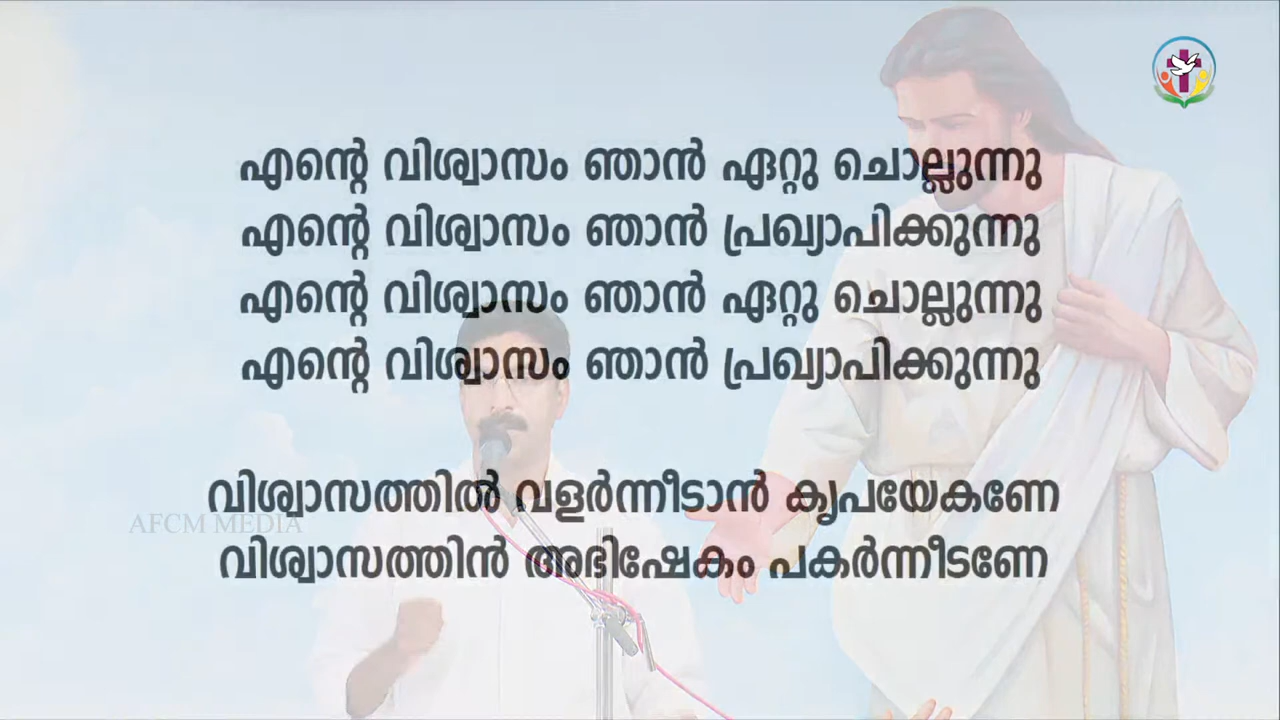 എന്റെ വിശ്വാസം ഞാൻ ഏറ്റു ചൊല്ലുന്നു
എന്റെ വിശ്വാസം ഞാൻ പ്രഖ്യാപിക്കുന്നു
എന്റെ വിശ്വാസം ഞാൻ ഏറ്റു ചൊല്ലുന്നു
എന്റെ വിശ്വാസം ഞാൻ പ്രഖ്യാപിക്കുന്നു
വിശ്വാസത്തിൽ വളർന്നീടാൻ കൃപയേകണേ
AFCM MEDIA
വിശ്വാസത്തിൻ അഭിഷേകം പകർന്നീടണേ